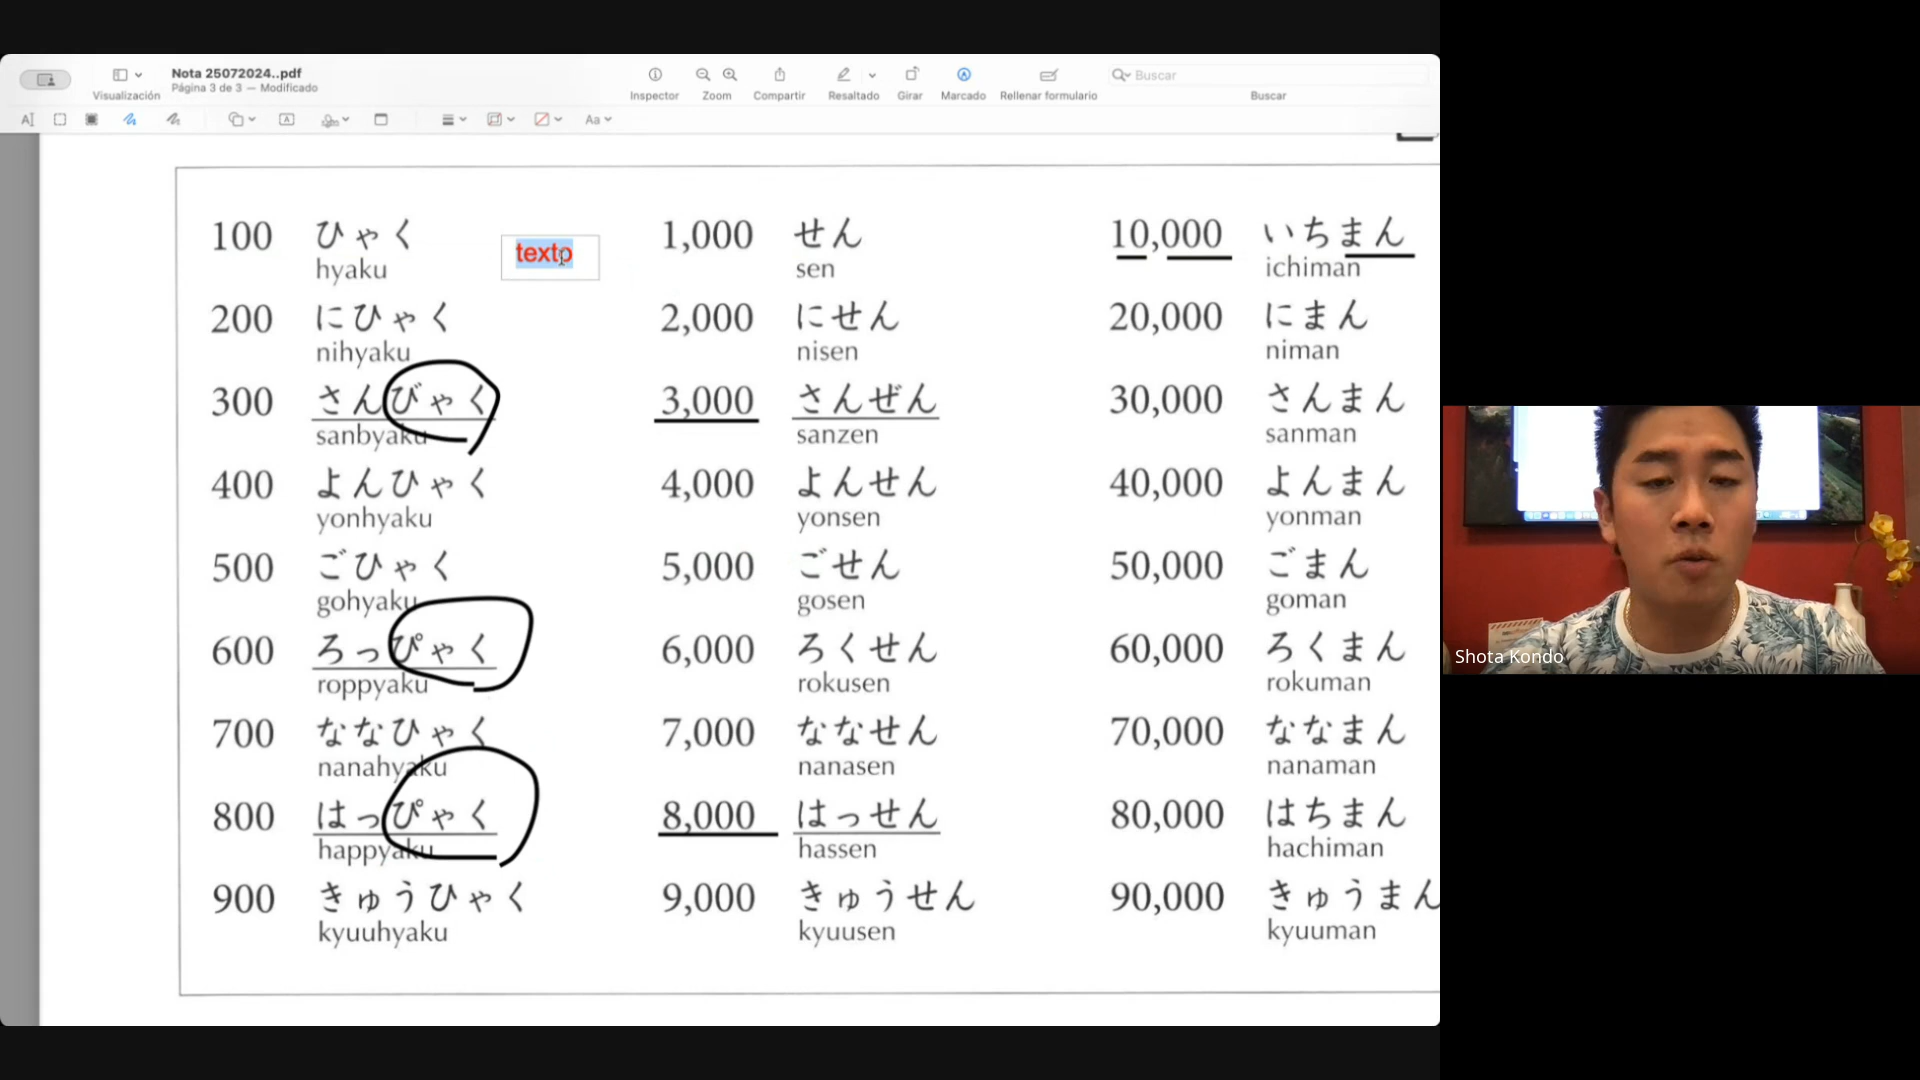 Nota 25072024..pdf
Página 3 de 3 — Modificado
Visualización
Inspector
Zoom
Compartir
Resaltado
Girar
Marcado
Rellenar formulario
Buscar
Buscar
Aa
100 ひゃく
hyaku
texto
200 にひゃく
nihyaku
300 さんびゃく
sanbyaku
400 よんひゃく
yonhyaku
500 ごひゃく
gohyaku
600 ろっぴゃく
roppyaku
700 ななひゃく
nanahyaku
800 はっぴゃく
happyaku
900 きゅうひゃく
kyuuhyaku
1,000 せん
sen
2,000 にせん
nisen
3,000 さんぜん
sanzen
4,000 よんせん
yonsen
5,000 ごせん
gosen
6,000 ろくせん
rokusen
7,000 ななせん
nanasen
8,000 はっせん
hassen
9,000 きゅうせん
kyuusen
10,000 いちまん
ichiman
20,000 にまん
niman
30,000 さんまん
sanman
40,000 よんまん
yonman
50,000 ごまん
goman
60,000 ろくまん
rokuman
70,000 ななまん
nanaman
80,000 はちまん
hachiman
90,000 きゅうまん
kyuuman
Shota Kondo